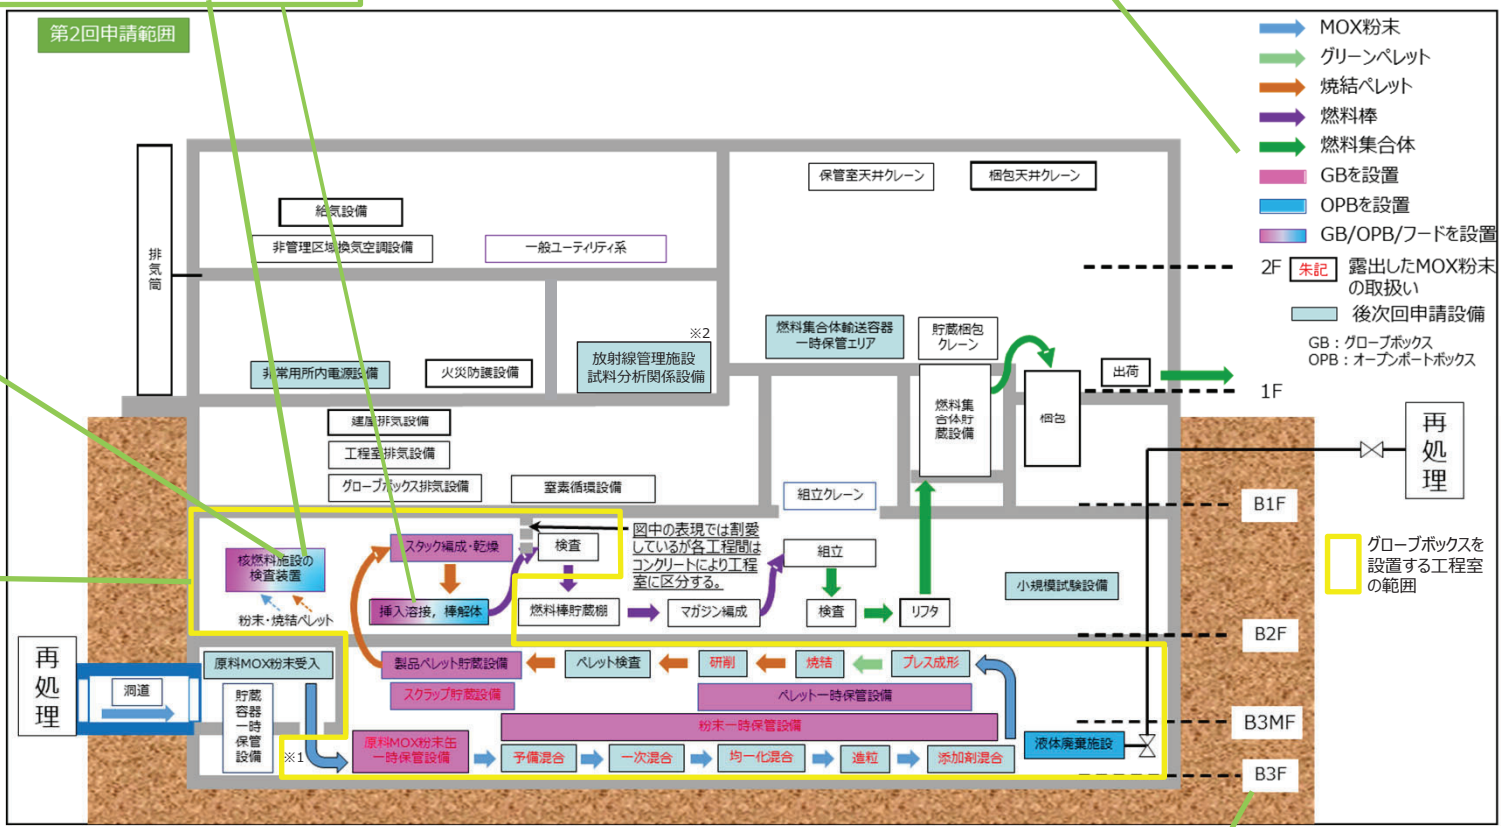 第2回申請範囲
MOX粉末
グリーンペレット
焼結ペレット
燃料棒
燃料集合体
GBを設置
OPBを設置
GB/OPB/フードを設置
2F
朱記
露出したMOX粉末
の取扱い
後次回申請設備
GB：グローブボックス
OPB：オープンポートボックス
1F
保管室天井クレーン
梱包天井クレーン
給気設備
非管理区域換気空調設備
一般ユーティリティ系
排気筒
※2
放射線管理施設
試料分析関係設備
燃料集合体輸送容器
一時保管エリア
貯蔵梱包
クレーン
非常用所内電源設備
火災防護設備
出荷
燃料集
合体貯
蔵設備
梱包
再処理
建屋排気設備
工程室排気設備
グローブボックス排気設備
窒素循環設備
組立クレーン
B1F
図中の表現では割愛
しているが各工程間は
コンクリートにより工程
室に区分する。
グローブボックスを
設置する工程室
の範囲
核燃料施設の
検査装置
粉末・焼結ペレット
スタック編成・乾燥
検査
組立
挿入溶接，棒解体
燃料棒貯蔵棚
マガジン編成
検査
リフタ
小規模試験設備
B2F
再処理
洞道
原料MOX粉末受入
貯蔵
容器
一時
保管
設備
※1
製品ペレット貯蔵設備
ペレット検査
研削
焼結
プレス成形
スクラップ貯蔵設備
ペレット一時保管設備
粉末一時保管設備
B3MF
原料MOX粉末缶
一時保管設備
予備混合
一次混合
均一化混合
造粒
添加剤混合
液体廃棄施設
B3F